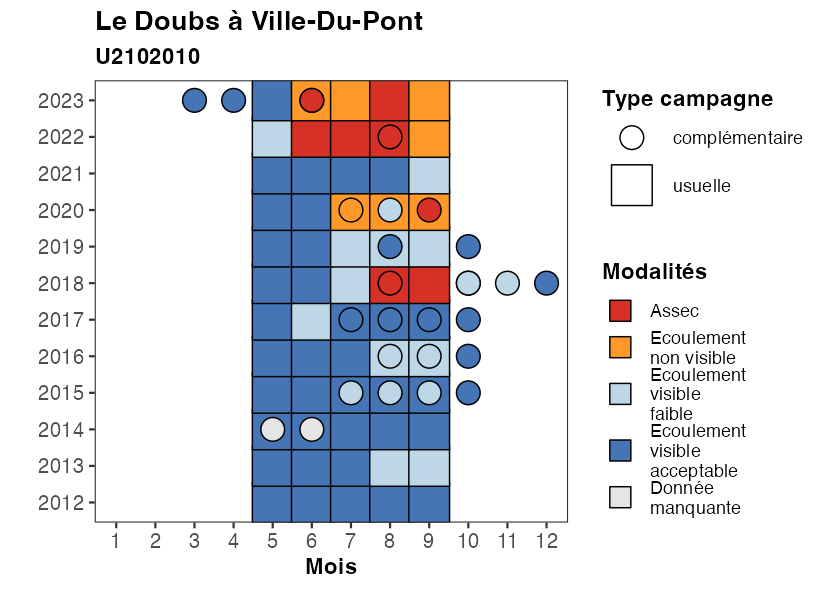 Le Doubs à Ville-Du-Pont
U2102010
2023
2022
2021
2020
2019
2018
2017
2016
2015
2014
2013
2012
1 2 3 4 5 6 7 8 9 10 11 12
Mois
Type campagne
complémentaire
usuelle
Modalités
Assec
Ecoulement
non visible
Ecoulement
visible
faible
Ecoulement
visible
acceptable
Donnée
manquante